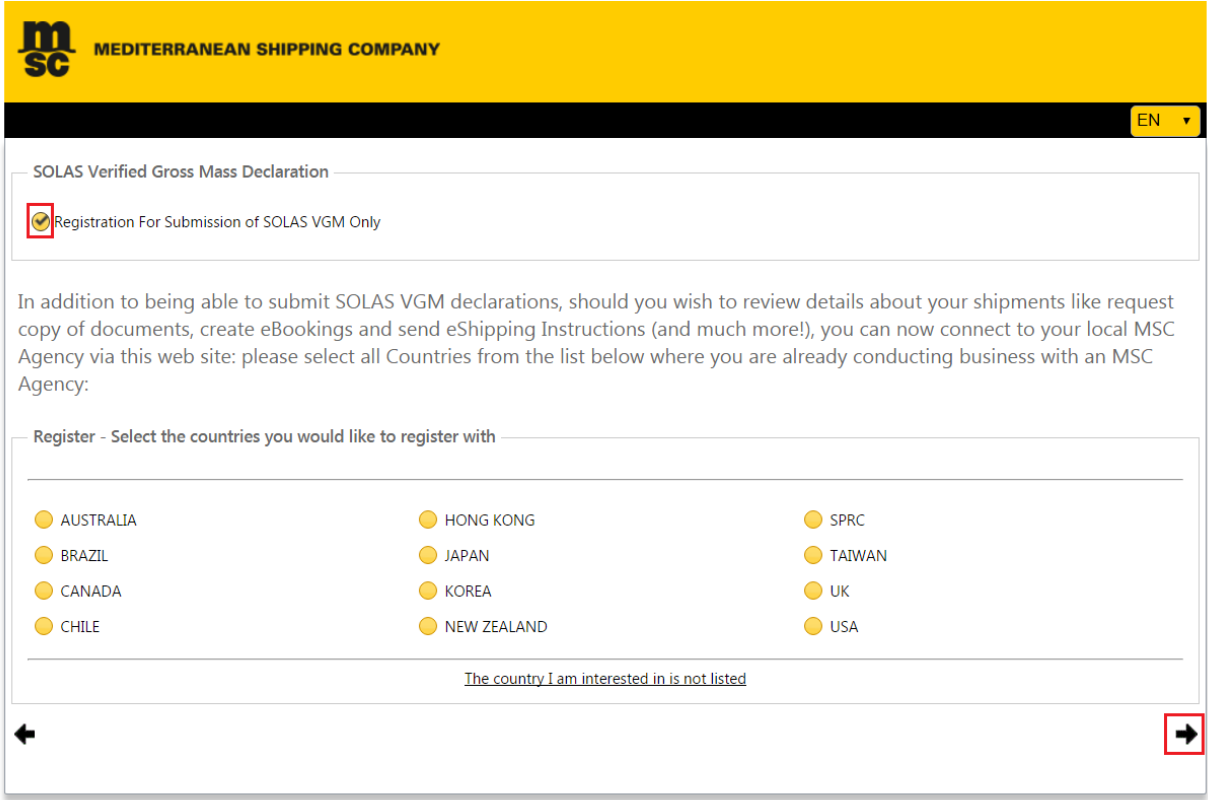 msc
MEDITERRANEAN SHIPPING COMPANY
EN
SOLAS Verified Gross Mass Declaration
Registration For Submission of SOLAS VGM Only
In addition to being able to submit SOLAS VGM declarations, should you wish to review details about your shipments like request
copy of documents, create eBookings and send eShipping Instructions (and much more!), you can now connect to your local MSC
Agency via this web site: please select all Countries from the list below where you are already conducting business with an MSC
Agency:
Register - Select the countries you would like to register with
AUSTRALIA HONG KONG SPRC
BRAZIL JAPAN TAIWAN
CANADA KOREA UK
CHILE NEW ZEALAND USA
The country I am interested in is not listed